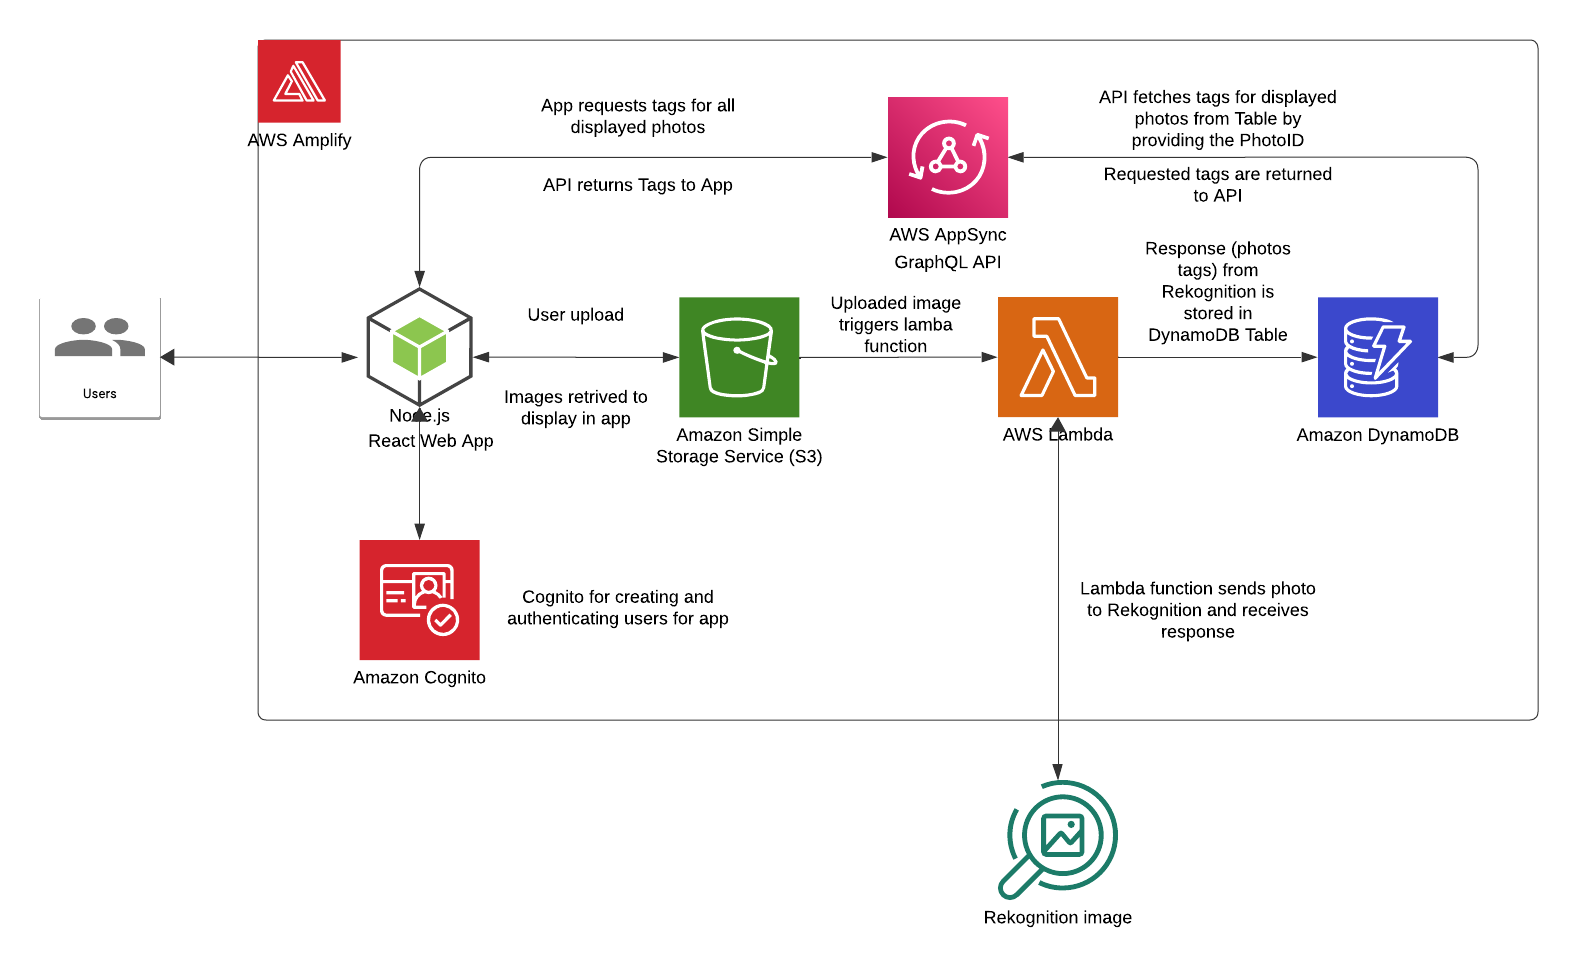 AWS Amplify
App requests tags for all
displayed photos
API returns Tags to App
AWS AppSync
GraphQL API
API fetches tags for displayed
photos from Table by
providing the PhotoID
Requested tags are returned
to API
Users
Node.js
React Web App
User upload
Images retrived to
display in app
Amazon Simple
Storage Service (S3)
Uploaded image
triggers lamba
function
AWS Lambda
Response (photos
tags) from
Rekognition is
stored in
DynamoDB Table
Amazon DynamoDB
Amazon Cognito
Cognito for creating and
authenticating users for app
Lambda function sends photo
to Rekognition and receives
response
Rekognition image